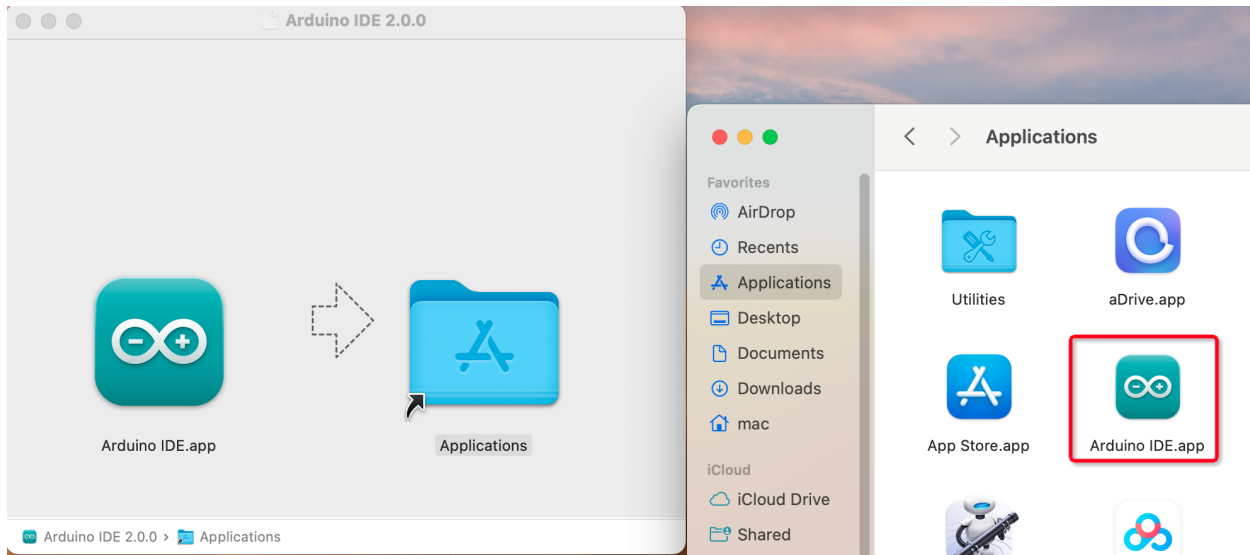 Arduino IDE 2.0.0
Arduino IDE.app
Applications
Arduino IDE 2.0.0 › Applications
Applications
Favorites
AirDrop
Recents
Applications
Desktop
Documents
Downloads
mac
iCloud
iCloud Drive
Shared
Utilities
aDrive.app
App Store.app
Arduino IDE.app